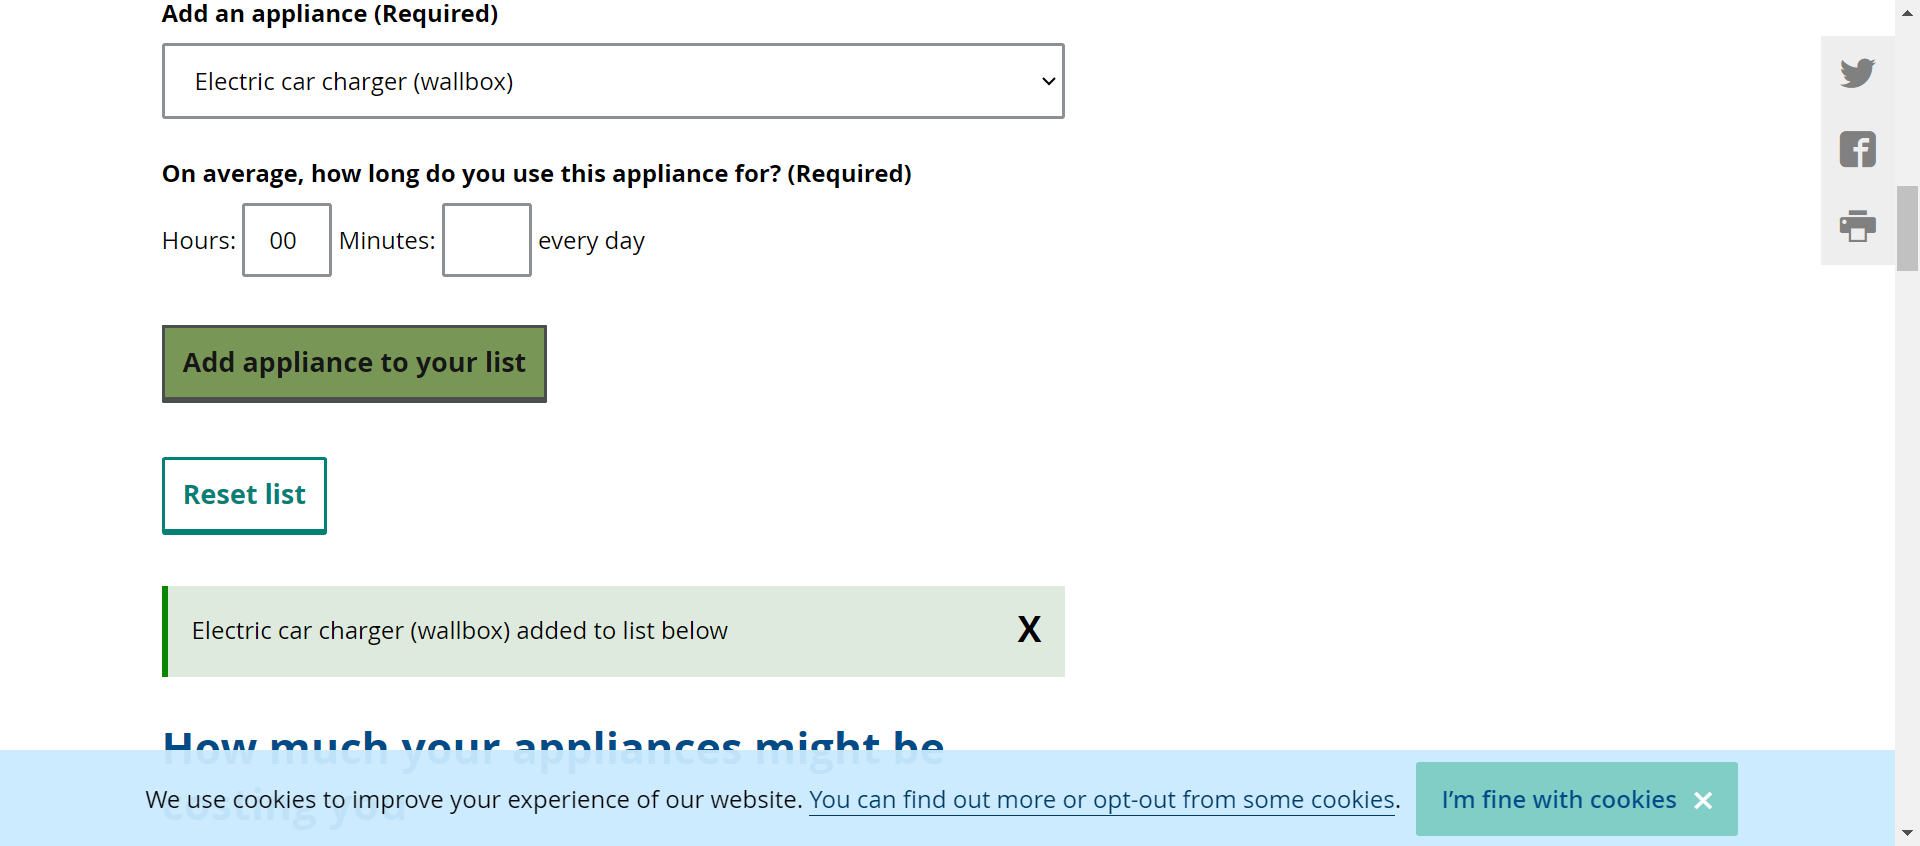 Add an appliance (Required)
Electric car charger (wallbox)
On average, how long do you use this appliance for? (Required)
Hours: 00 Minutes: every day
Add appliance to your list
Reset list
Electric car charger (wallbox) added to list below X
How much your appliances might be
costing you
We use cookies to improve your experience of our website. You can find out more or opt-out from some cookies. I’m fine with cookies